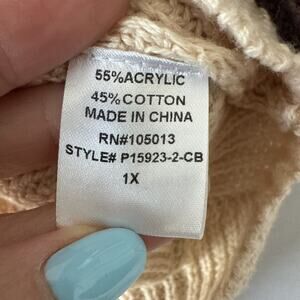 55%ACRYLIC
45%COTTON
MADE IN CHINA
RN#105013
STYLE# P15923-2-CB
1X